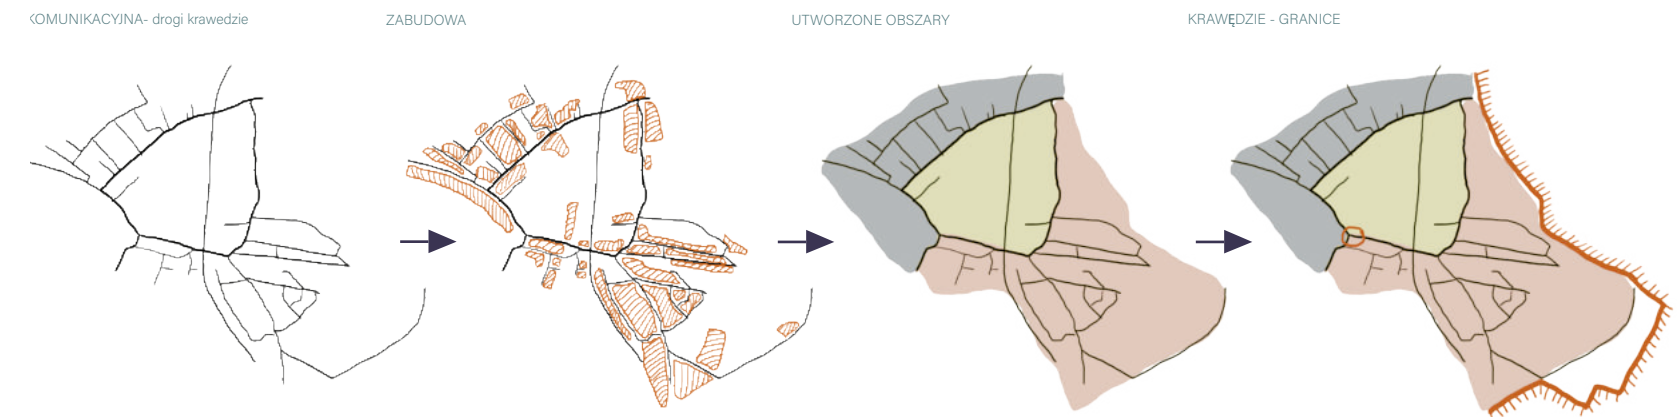 KOMUNIKACYJNA- drogi krawedzie
ZABUDOWA
UTWORZONE OBSZARY
KRAWĘDZIE - GRANICE